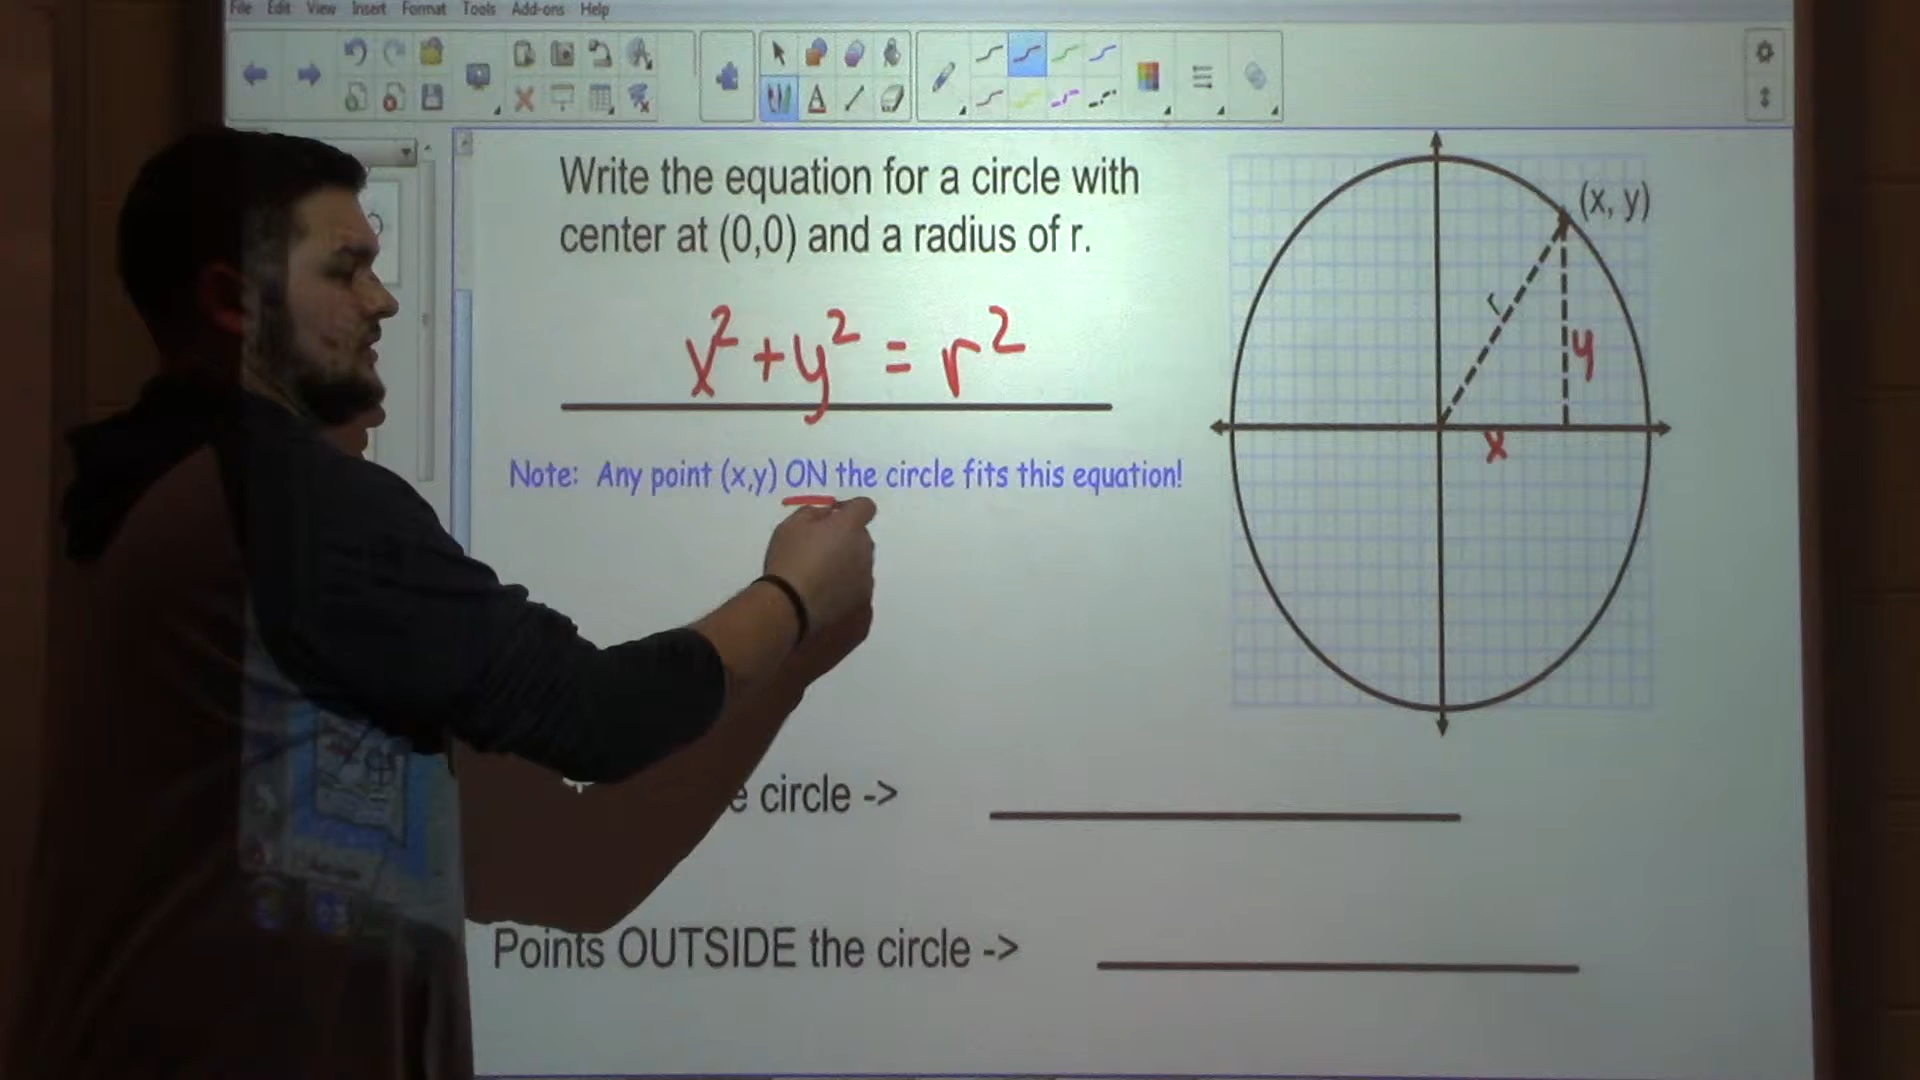 File Edit View Insert Format Tools Add-ons Help
Write the equation for a circle with
center at (0,0) and a radius of r.
x² + y² = r²
Note: Any point (x,y) ON the circle fits this equation!
(x, y)
r
y
x
circle ->
Points OUTSIDE the circle ->